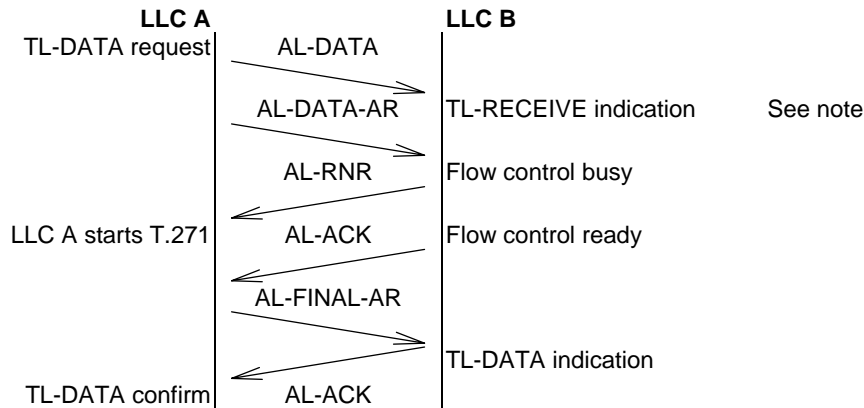 LLC A LLC B
TL-DATA request AL-DATA
AL-DATA-AR TL-RECEIVE indication See note
AL-RNR Flow control busy
LLC A starts T.271 AL-ACK Flow control ready
AL-FINAL-AR
TL-DATA indication
TL-DATA confirm AL-ACK